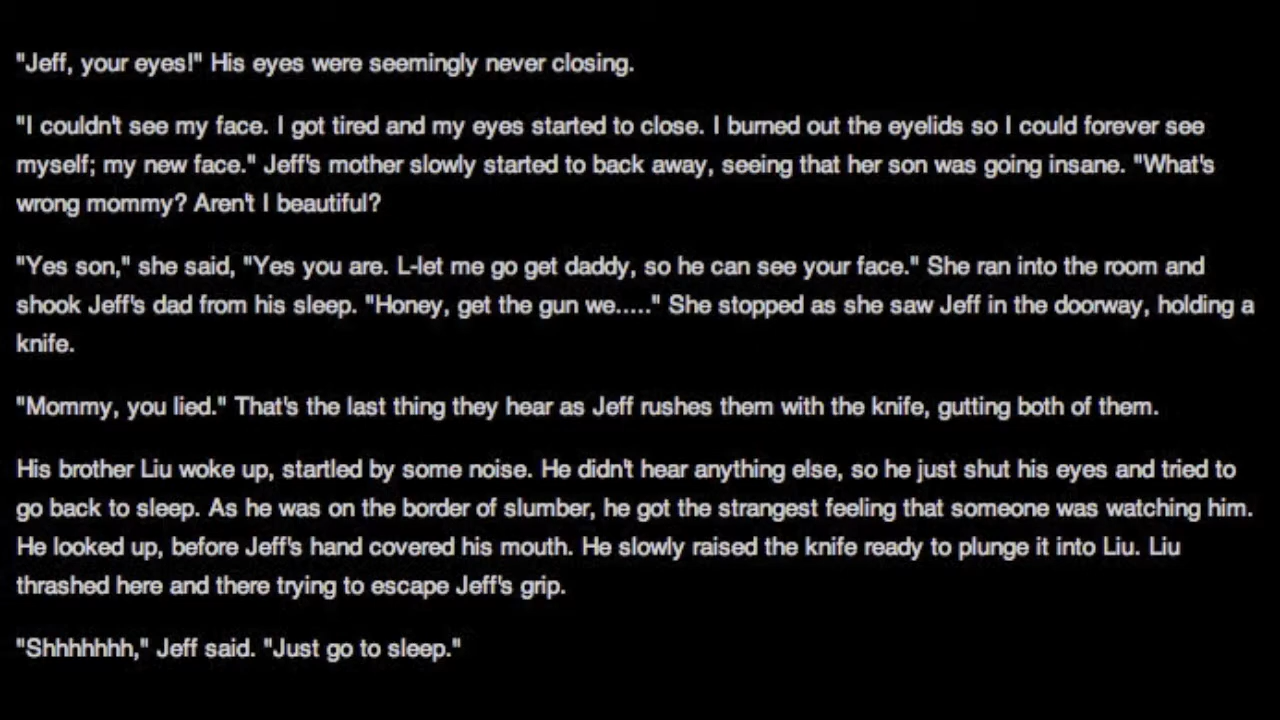 "Jeff, your eyes!" His eyes were seemingly never closing.
"I couldn't see my face. I got tired and my eyes started to close. I burned out the eyelids so I could forever see
myself; my new face." Jeff's mother slowly started to back away, seeing that her son was going insane. "What's
wrong mommy? Aren't I beautiful?
"Yes son," she said, "Yes you are. L-let me go get daddy, so he can see your face." She ran into the room and
shook Jeff's dad from his sleep. "Honey, get the gun we....." She stopped as she saw Jeff in the doorway, holding a
knife.
"Mommy, you lied." That's the last thing they hear as Jeff rushes them with the knife, gutting both of them.
His brother Liu woke up, startled by some noise. He didn't hear anything else, so he just shut his eyes and tried to
go back to sleep. As he was on the border of slumber, he got the strangest feeling that someone was watching him.
He looked up, before Jeff's hand covered his mouth. He slowly raised the knife ready to plunge it into Liu. Liu
thrashed here and there trying to escape Jeff's grip.
"Shhhhhhh," Jeff said. "Just go to sleep."